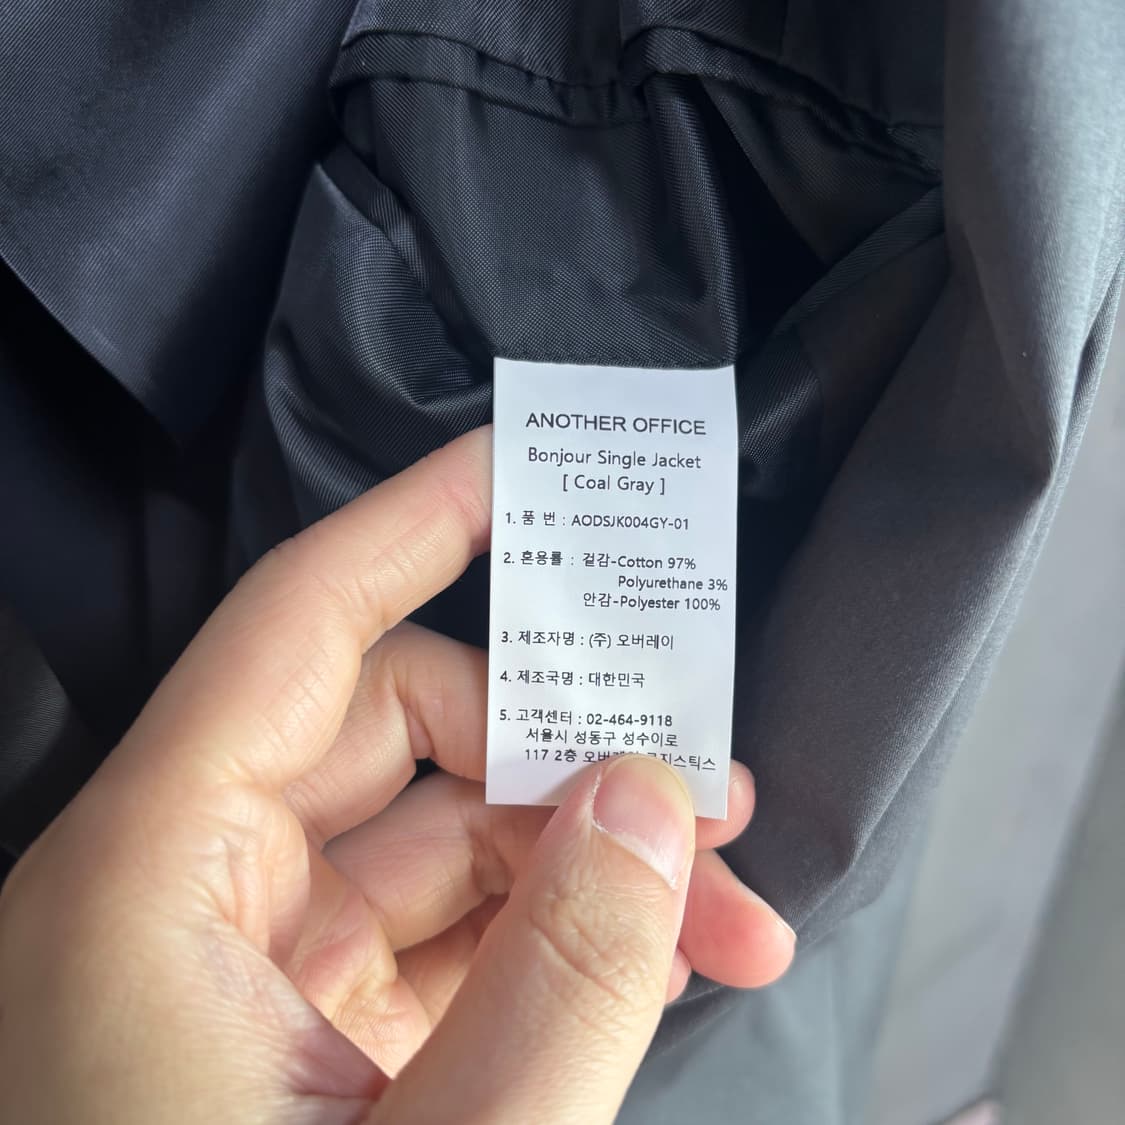 ANOTHER OFFICE
Bonjour Single Jacket
[ Coal Gray ]
1. 품 번 : AODSJK004GY-01
2. 혼용률 : 겉감-Cotton 97%
Polyurethane 3%
안감-Polyester 100%
3. 제조자명 : (주) 오버레이
4. 제조국명 : 대한민국
5. 고객센터 : 02-464-9118
서울시 성동구 성수이로
117 2층